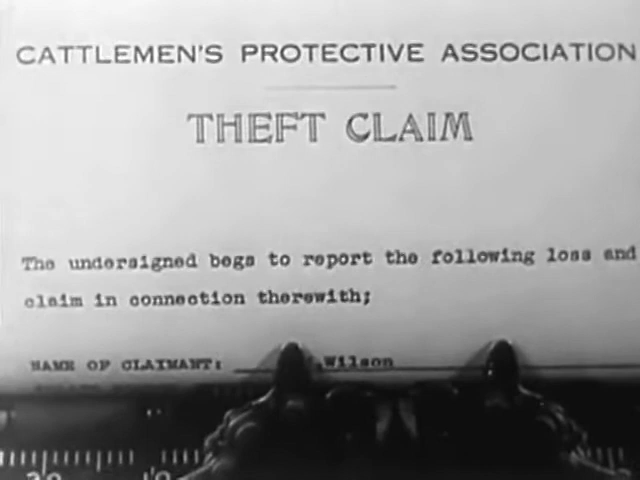 CATTLEMEN'S PROTECTIVE ASSOCIATION
THEFT CLAIM
The undersigned begs to report the following loss and
claim in connection therewith;
NAME OF CLAIMANT: .Wilson